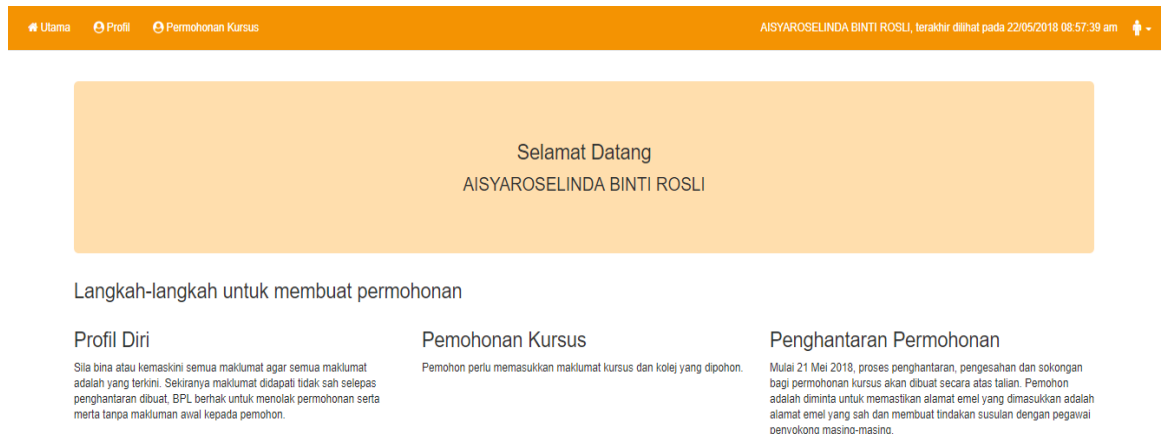 Utama Profil Permohonan Kursus AISYAROSELINDA BINTI ROSLI, terakhir dilihat pada 22/05/2018 08:57:39 am
Selamat Datang
AISYAROSELINDA BINTI ROSLI
Langkah-langkah untuk membuat permohonan
Profil Diri
Sila bina atau kemaskini semua maklumat agar semua maklumat
adalah yang terkini. Sekiranya maklumat didapati tidak sah selepas
penghantaran dibuat, BPL berhak untuk menolak permohonan serta
merta tanpa makluman awal kepada pemohon.
Pemohonan Kursus
Pemohon perlu memasukkan maklumat kursus dan kolej yang dipohon.
Penghantaran Permohonan
Mulai 21 Mei 2018, proses penghantaran, pengesahan dan sokongan
bagi permohonan kursus akan dibuat secara atas talian. Pemohon
adalah diminta untuk memastikan alamat emel yang dimasukkan adalah
alamat emel yang sah dan membuat tindakan susulan dengan pegawai
penyokong masing-masing.